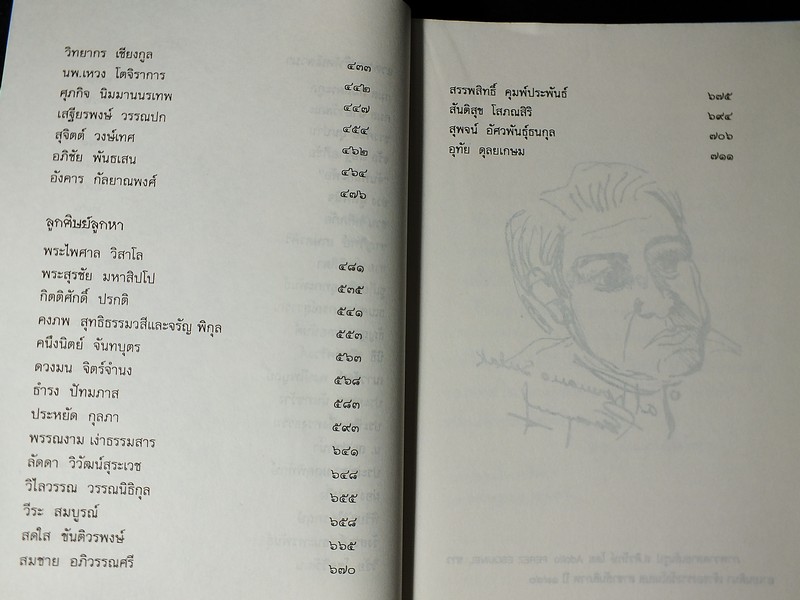 วิทยากร เชียงกูล ๔๓๓
นพ.เหวง โตจิราการ ๔๔๒
ศุภกิจ นิมมานนรเทพ ๔๔๗
เสฐียรพงษ์ วรรณปก ๔๕๔
สุจิตต์ วงษ์เทศ ๔๖๒
อภิชัย พันธเสน ๔๖๔
อังคาร กัลยาณพงศ์ ๔๗๖
ลูกศิษย์ลูกหา
พระไพศาล วิสาโล ๔๘๑
พระสุรชัย มหาสิปโป ๕๓๕
กิตติศักดิ์ ปรกติ ๕๔๑
คงภพ สุทธิธรรมวสีและจรัญ พิกุล ๕๕๓
คนึงนิตย์ จันทบุตร ๕๖๓
ดวงมน จิตร์จำนง ๕๖๘
ธำรง ปัทมภาส ๕๘๓
ประหยัด กุลภา ๕๙๓
พรรณงาม เง่าธรรมสาร ๖๔๑
ลัดดา วิวัฒน์สุระเวช ๖๔๘
วิไลวรรณ วรรณนิธิกุล ๖๕๕
วีระ สมบูรณ์ ๖๕๘
สดใส ขันติวรพงษ์ ๖๖๕
สมชาย อภิวรรณศรี ๖๗๐
สรรพสิทธิ์ คุมพ์ประพันธ์ ๖๗๕
สันติสุข โสภณสิริ ๖๙๔
สุพจน์ อัศวพันธุ์ธนกุล ๗๐๖
อุทัย ดุลยเกษม ๗๑๑